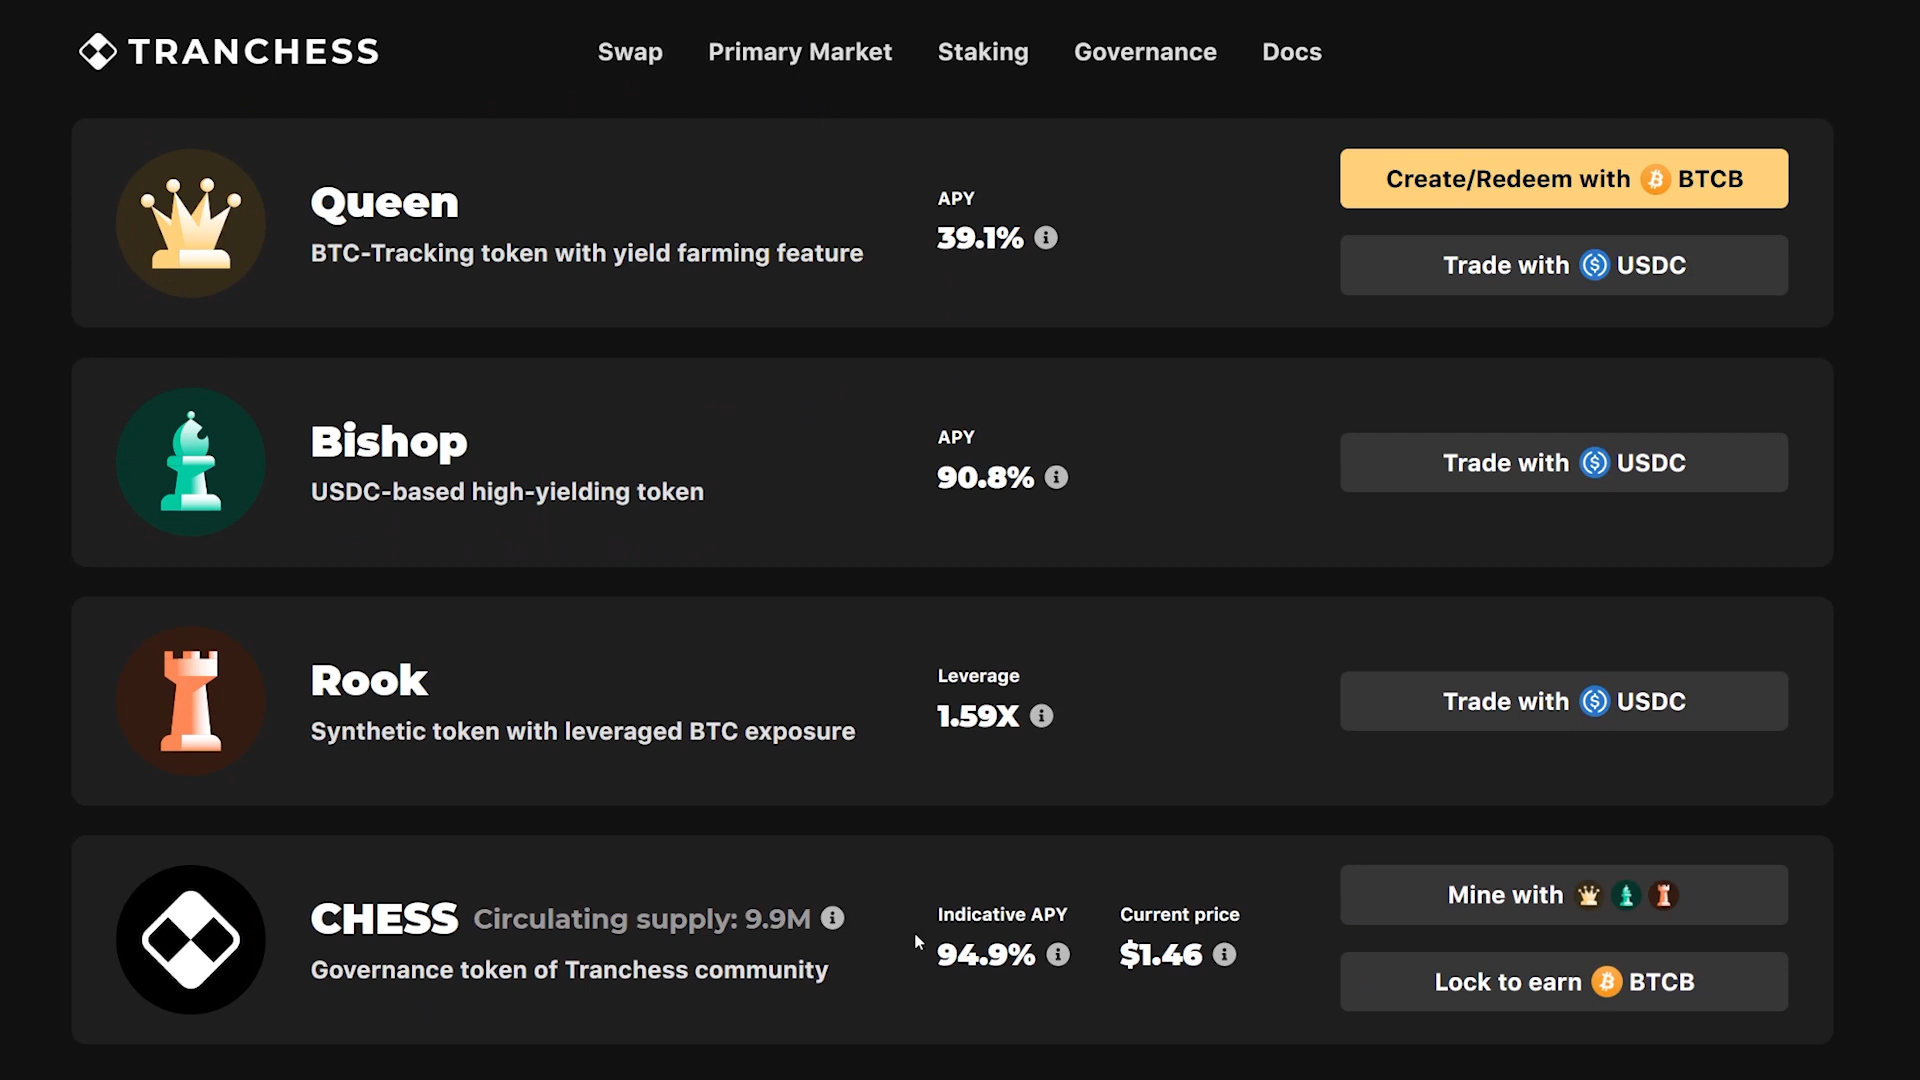 TRANCHESS
Swap
Primary Market
Staking
Governance
Docs
Queen
BTC-Tracking token with yield farming feature
APY
39.1%
Create/Redeem with BTCB
Trade with USDC
Bishop
USDC-based high-yielding token
APY
90.8%
Trade with USDC
Rook
Synthetic token with leveraged BTC exposure
Leverage
1.59X
Trade with USDC
CHESS Circulating supply: 9.9M
Governance token of Tranchess community
Indicative APY
94.9%
Current price
$1.46
Mine with
Lock to earn BTCB